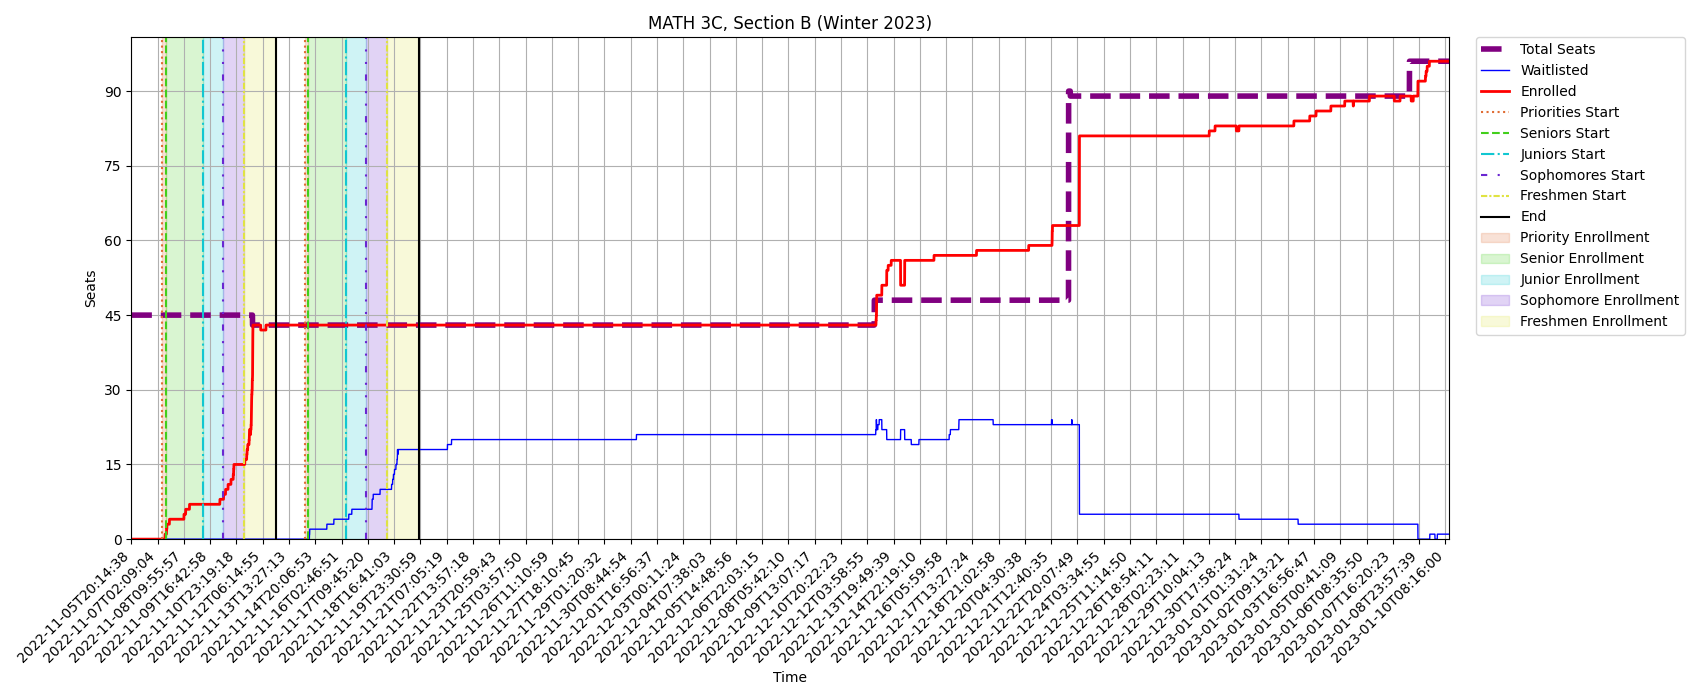 MATH 3C, Section B (Winter 2023)
Seats
90
75
60
45
30
15
0
2022-11-05T20:14:38
2022-11-07T02:09:04
2022-11-08T09:55:57
2022-11-09T16:42:58
2022-11-10T23:19:18
2022-11-12T06:14:55
2022-11-13T13:27:13
2022-11-14T20:06:53
2022-11-16T02:46:51
2022-11-17T09:45:20
2022-11-18T16:41:03
2022-11-19T23:30:59
2022-11-21T07:05:19
2022-11-22T13:57:18
2022-11-23T20:59:43
2022-11-25T03:57:50
2022-11-26T11:10:59
2022-11-27T18:10:45
2022-11-29T01:20:32
2022-11-30T08:44:54
2022-12-01T16:56:37
2022-12-03T00:11:24
2022-12-04T07:38:03
2022-12-05T14:48:56
2022-12-06T22:03:15
2022-12-08T05:42:10
2022-12-09T13:07:17
2022-12-10T20:22:23
2022-12-12T03:58:55
2022-12-13T19:49:39
2022-12-14T22:19:10
2022-12-16T05:59:58
2022-12-17T13:27:24
2022-12-18T21:02:58
2022-12-20T04:30:38
2022-12-21T12:40:35
2022-12-22T20:07:49
2022-12-24T03:34:55
2022-12-25T11:14:50
2022-12-26T18:54:11
2022-12-28T02:23:11
2022-12-29T10:04:13
2022-12-30T17:58:24
2023-01-01T01:31:24
2023-01-02T09:13:21
2023-01-03T16:56:47
2023-01-05T00:41:09
2023-01-06T08:35:50
2023-01-07T16:20:23
2023-01-08T23:57:39
2023-01-10T08:16:00
Time
Total Seats
Waitlisted
Enrolled
Priorities Start
Seniors Start
Juniors Start
Sophomores Start
Freshmen Start
End
Priority Enrollment
Senior Enrollment
Junior Enrollment
Sophomore Enrollment
Freshmen Enrollment